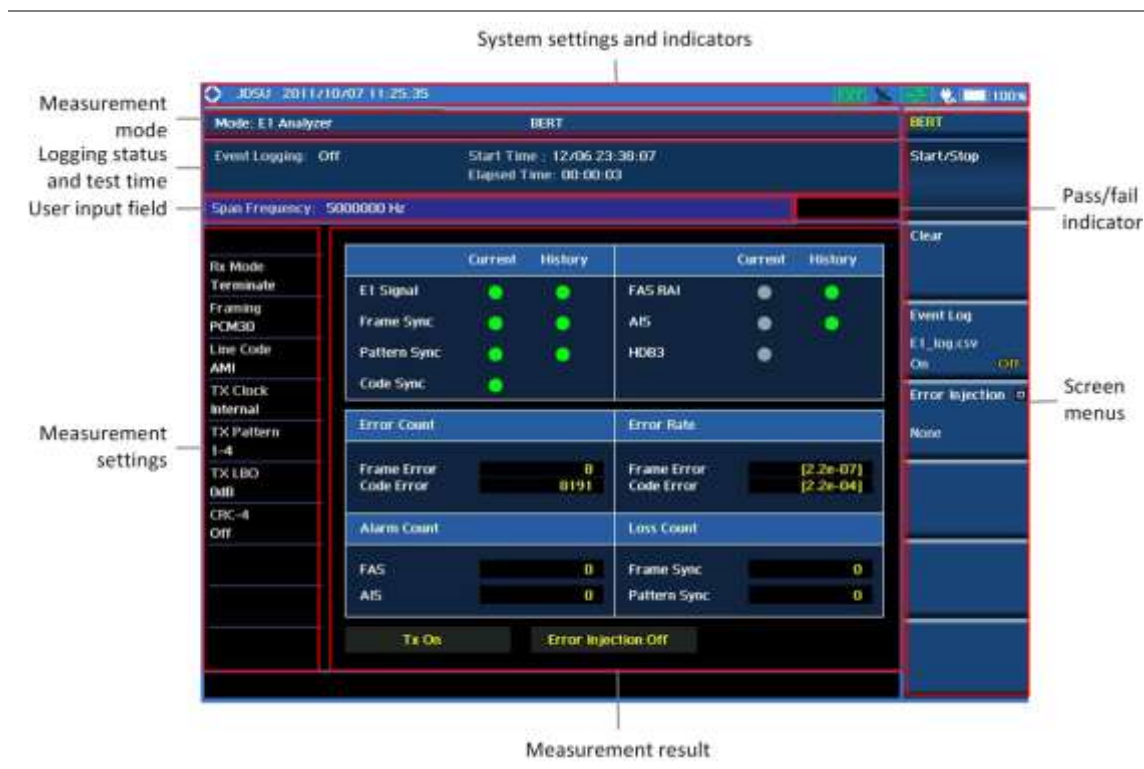 System settings and indicators
JDSU 2011/10/07 11:25:35
100%
Measurement mode
Mode: E1 Analyzer BERT
BERT
Logging status and test time
Event Logging: Off
Start Time : 12/06 23:38:07
Elapsed Time: 00:00:03
Start/Stop
User input field
Span Frequency: 5000000 Hz
Pass/fail indicator
Clear
Rx Mode
Terminate
Framing
PCM30
Line Code
AMI
TX Clock
Internal
TX Pattern
1-4
TX LBO
0dB
CRC-4
Off
Measurement settings
Current History
Current History
E1 Signal
FAS RAI
Frame Sync
AIS
Pattern Sync
HDB3
Code Sync
Error Count
Error Rate
Frame Error 0
Frame Error [2.2e-07]
Code Error 8191
Code Error [2.2e-04]
Alarm Count
Loss Count
FAS 0
Frame Sync 0
AIS 0
Pattern Sync 0
Tx On
Error Injection Off
Event Log
E1_log.csv
On Off
Error Injection
None
Screen menus
Measurement result